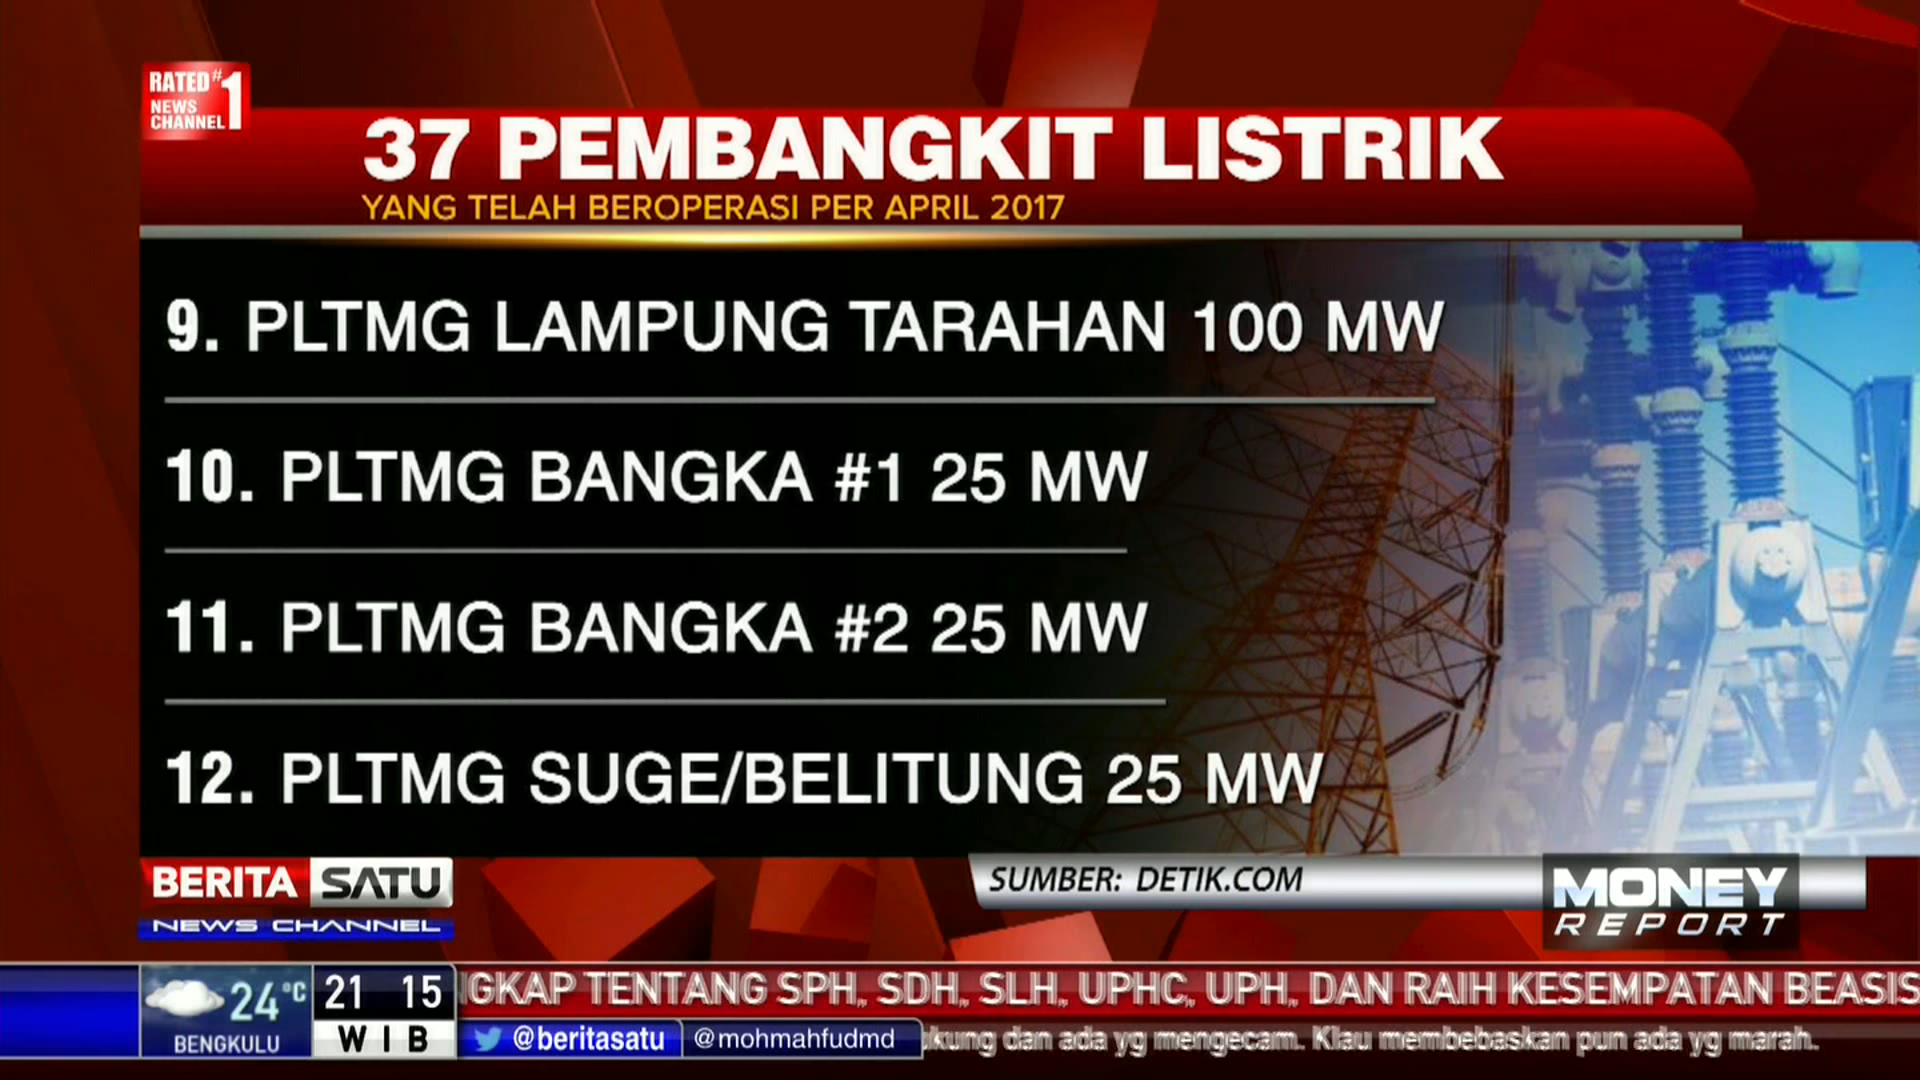 RATED #1
NEWS
CHANNEL
37 PEMBANGKIT LISTRIK
YANG TELAH BEROPERASI PER APRIL 2017
9. PLTMG LAMPUNG TARAHAN 100 MW
10. PLTMG BANGKA #1 25 MW
11. PLTMG BANGKA #2 25 MW
12. PLTMG SUGE/BELITUNG 25 MW
BERITA SATU
NEWS CHANNEL
SUMBER: DETIK.COM
MONEY
REPORT
24°C
BENGKULU
21 15
WIB
NGKAP TENTANG SPH, SDH, SLH, UPHC, UPH, DAN RAIH KESEMPATAN BEASIS
@beritasatu
@mohmahfudmd
kung dan ada yg mengecam. Klau membebaskan pun ada yg marah.